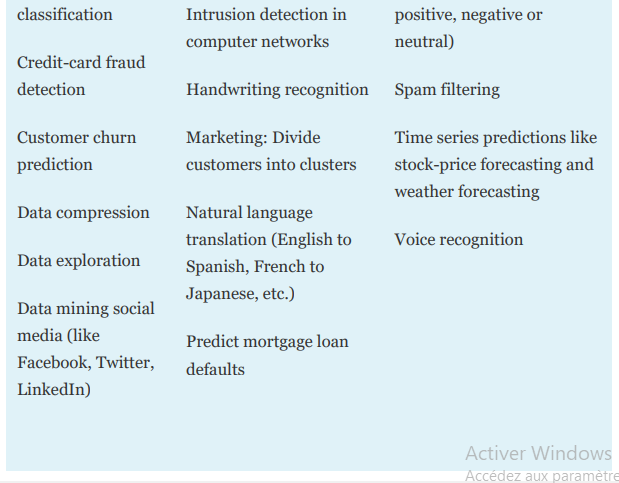 classification
Credit-card fraud
detection
Customer churn
prediction
Data compression
Data exploration
Data mining social
media (like
Facebook, Twitter,
LinkedIn)
Intrusion detection in
computer networks
Handwriting recognition
Marketing: Divide
customers into clusters
Natural language
translation (English to
Spanish, French to
Japanese, etc.)
Predict mortgage loan
defaults
positive, negative or
neutral)
Spam filtering
Time series predictions like
stock-price forecasting and
weather forecasting
Voice recognition
Activer Windows
Accédez aux paramètre